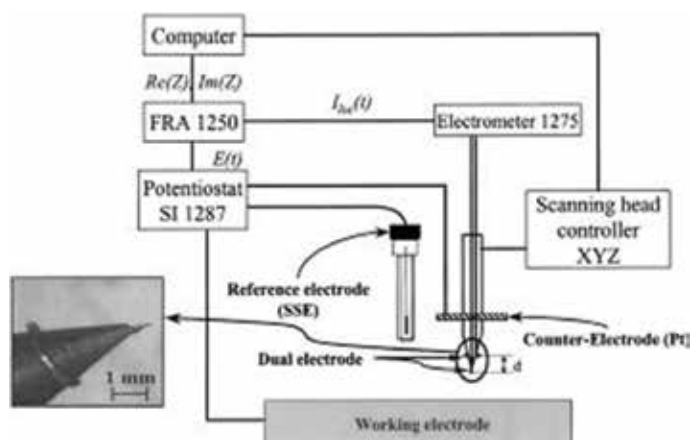 Computer
Re(Z), Im(Z)
I_loc(t)
FRA 1250
Electrometer 1275
E(t)
Potentiostat
SI 1287
Scanning head
controller
XYZ
Reference electrode
(SSE)
Counter-Electrode (Pt)
Dual electrode
d
1 mm
Working electrode